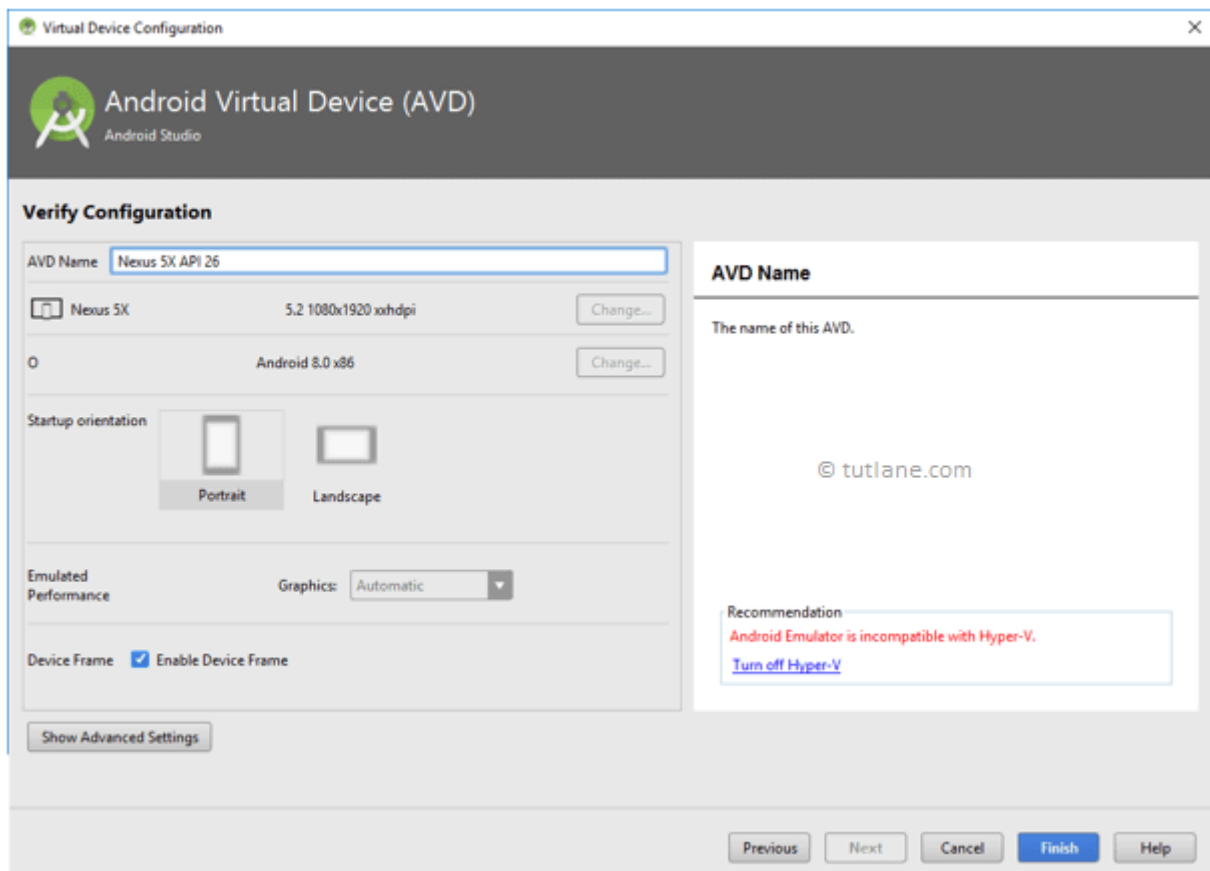 Virtual Device Configuration
Android Virtual Device (AVD)
Android Studio
Verify Configuration
AVD Name Nexus 5X API 26
Nexus 5X 5.2 1080x1920 xxhdpi Change...
O Android 8.0 x86 Change...
Startup orientation
Portrait Landscape
Emulated
Performance
Graphics: Automatic
Device Frame Enable Device Frame
Show Advanced Settings
AVD Name
The name of this AVD.
© tutlane.com
Recommendation
Android Emulator is incompatible with Hyper-V.
Turn off Hyper-V
Previous Next Cancel Finish Help